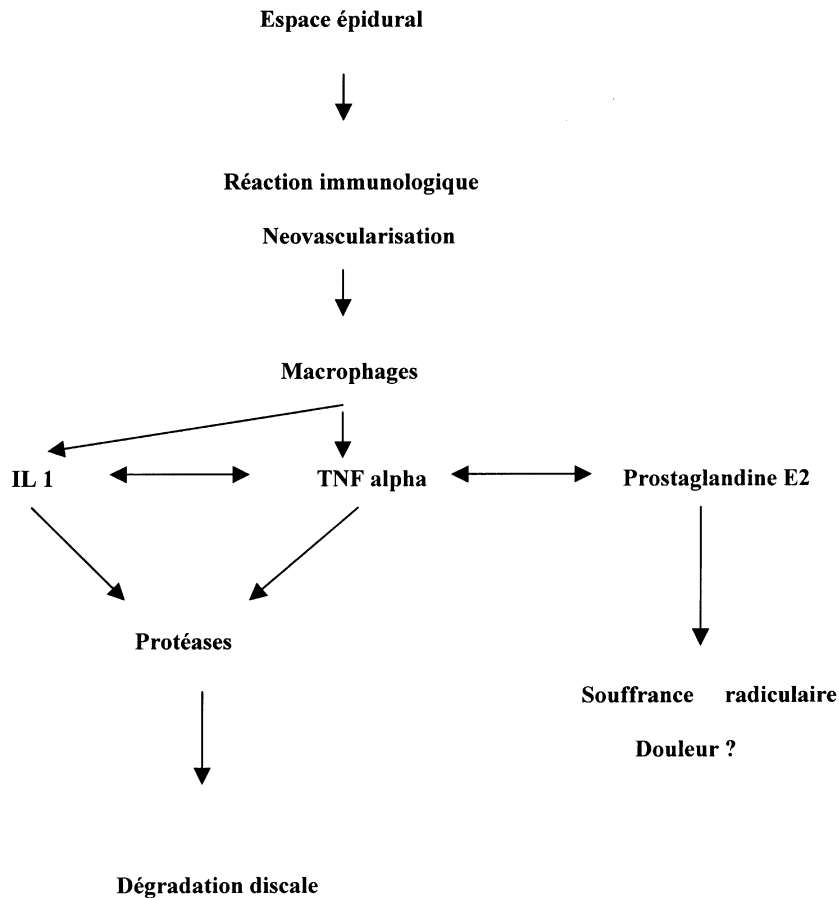 Espace épidural
Réaction immunologique
Neovascularisation
Macrophages
IL 1
TNF alpha
Prostaglandine E2
Protéases
Souffrance radiculaire
Douleur ?
Dégradation discale